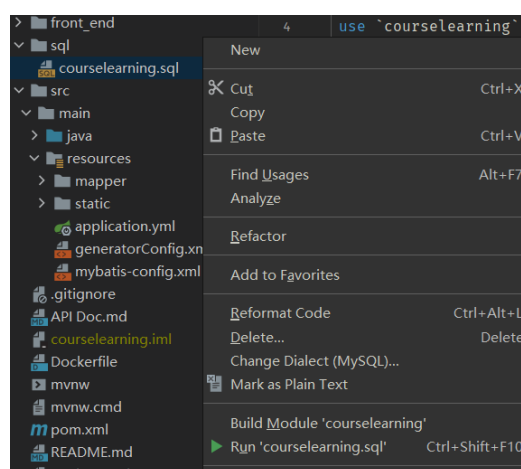 front_end
4 use `courselearning`
sql
courselearning.sql
src
main
java
resources
mapper
static
application.yml
generatorConfig.xn
mybatis-config.xml
.gitignore
API Doc.md
courselearning.iml
Dockerfile
mvnw
mvnw.cmd
pom.xml
README.md
New
Cut Ctrl+X
Copy
Paste Ctrl+V
Find Usages Alt+F7
Analyze
Refactor
Add to Favorites
Reformat Code Ctrl+Alt+L
Delete... Delete
Change Dialect (MySQL)...
Mark as Plain Text
Build Module 'courselearning'
Run 'courselearning.sql' Ctrl+Shift+F10